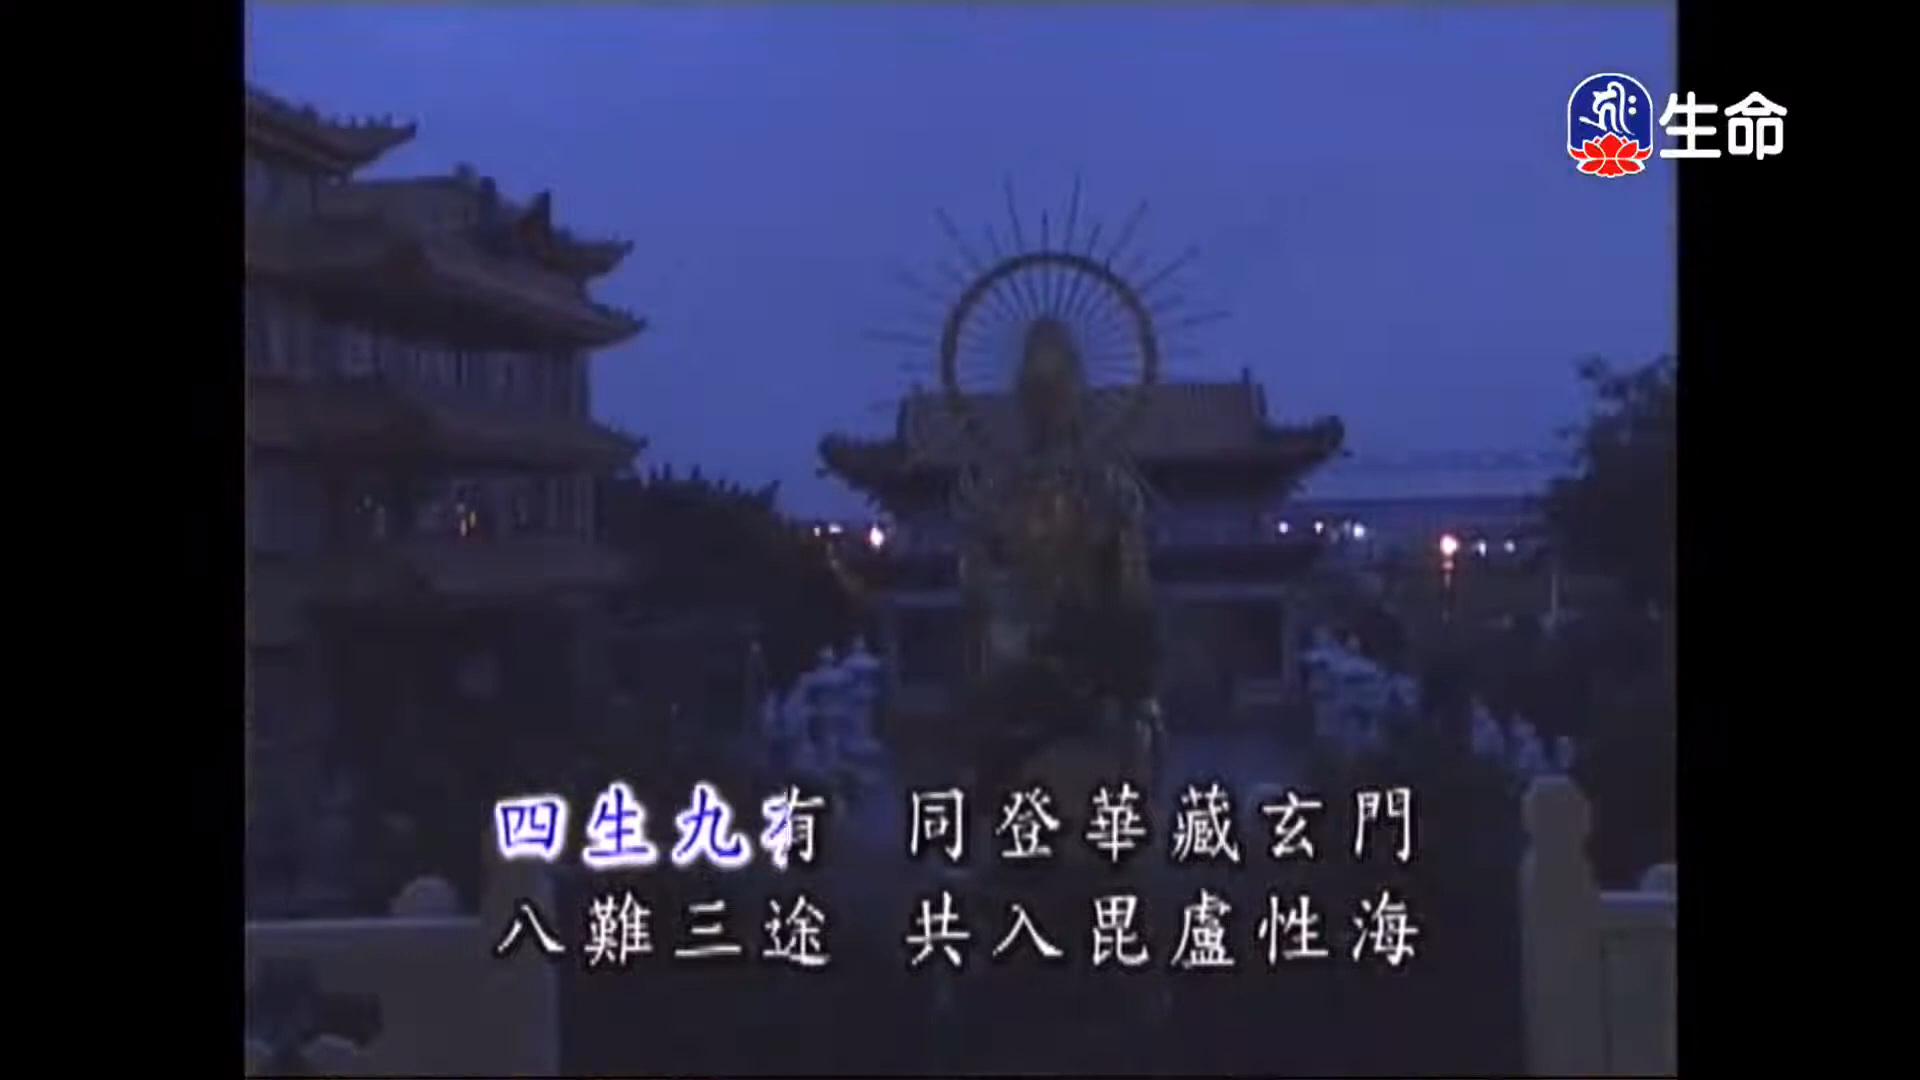 生命
四生九有 同登華藏玄門
八難三途 共入毘盧性海